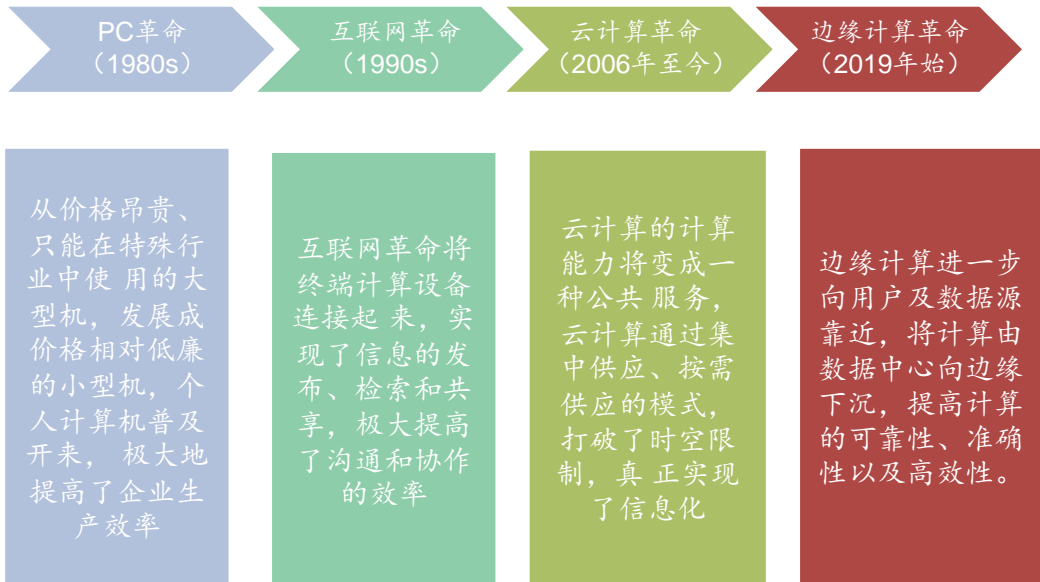 PC革命
（1980s）
互联网革命
（1990s）
云计算革命
（2006年至今）
边缘计算革命
（2019年始）
从价格昂贵、
只能在特殊行
业中使 用的大
型机，发展成
价格相对低廉
的小型机，个
人计算机普及
开来， 极大地
提高了企业生
产效率
互联网革命将
终端计算设备
连接起 来，实
现了信息的发
布、检索和共
享，极大提高
了沟通和协作
的效率
云计算的计算
能力将变成一
种公共 服务，
云计算通过集
中供应、按需
供应的模式，
打破了时空限
制，真 正实现
了信息化
边缘计算进一步
向用户及数据源
靠近，将计算由
数据中心向边缘
下沉，提高计算
的可靠性、准确
性以及高效性。